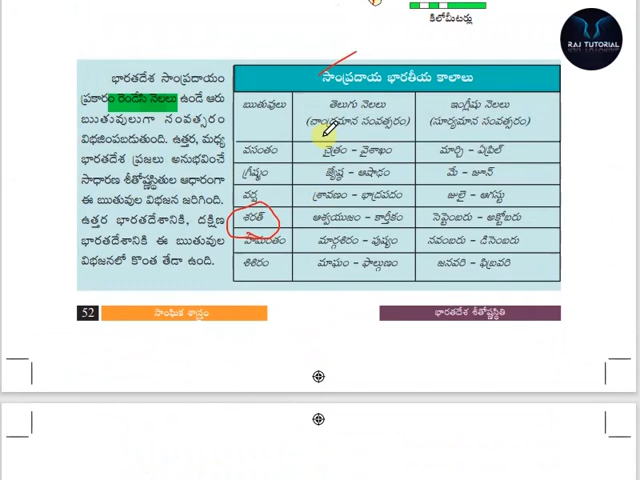 కిలోమీటర్లు
RAJ TUTORIAL
భారతదేశ సాంప్రదాయం
ప్రకారం రెండేసి నెలలు ఉండే ఆరు
ఋతువులుగా నంవత్సరం
విభజింపబడుతుంది. ఉత్తర, మధ్య
భారతదేశ ప్రజలు అనుభవించే
సాధారణ శీతోష్ణస్థితుల ఆధారంగా
ఈ ఋతువుల విభజన జరిగింది.
ఉత్తర భారతదేశానికి, దక్షిణ
భారతదేశానికి ఈ ఋతువుల
విభజనలో కొంత తేడా ఉంది.
సాంప్రదాయ భారతీయ కాలాలు
ఋతువులు తెలుగు నెలలు ఇంగ్లీషు నెలలు
(చాంద్రమాన సంవత్సరం) (సూర్యమాన సంవత్సరం)
వసంతం చైత్రం – వైశాఖం మార్చి – ఏప్రిల్
గ్రీష్మం జ్యేష్ఠ – ఆషాఢం మే – జూన్
వర్ష శ్రావణం – భాద్రపదం జులై – ఆగస్టు
శరత్ ఆశ్వయుజం – కార్తీకం సెప్టెంబరు – అక్టోబరు
హేమంతం మార్గశిరం – పుష్యం నవంబరు – డిసెంబరు
శిశిరం మాఘం – ఫాల్గుణం జనవరి – ఫిబ్రవరి
52 సాంఘిక శాస్త్రం భారతదేశ శీతోష్ణస్థితి